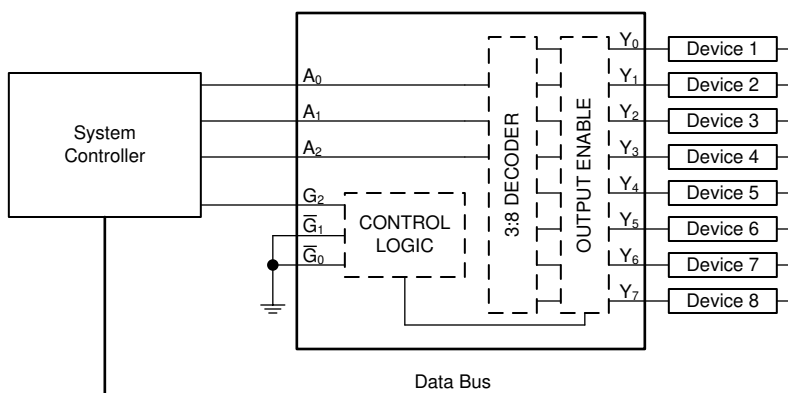 System
Controller
A0
A1
A2
G2
G̅1
G̅0
CONTROL
LOGIC
3:8 DECODER
OUTPUT ENABLE
Y0
Y1
Y2
Y3
Y4
Y5
Y6
Y7
Device 1
Device 2
Device 3
Device 4
Device 5
Device 6
Device 7
Device 8
Data Bus